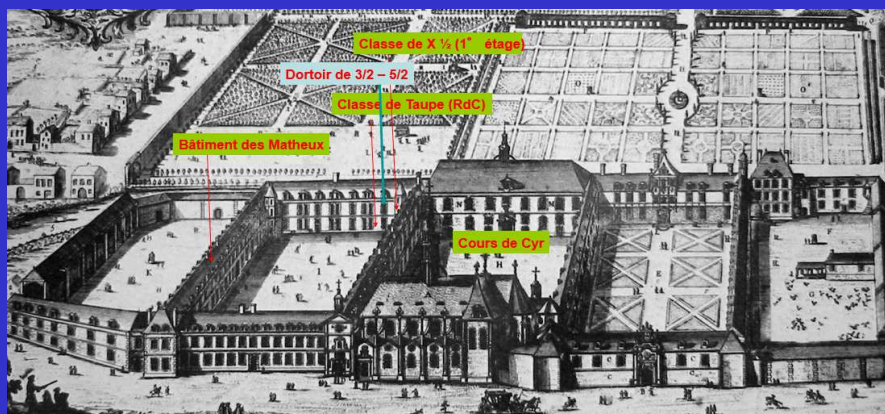 Classe de X ½ (1° étage)
Dortoir de 3/2 – 5/2
Classe de Taupe (RdC)
Bâtiment des Matheux
Cours de Cyr
N
M
K
I
H
E
F
G
C
C
C